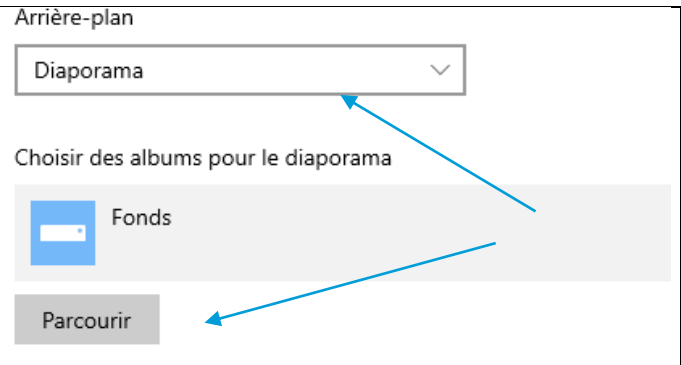 Arrière-plan
Diaporama
Choisir des albums pour le diaporama
Fonds
Parcourir